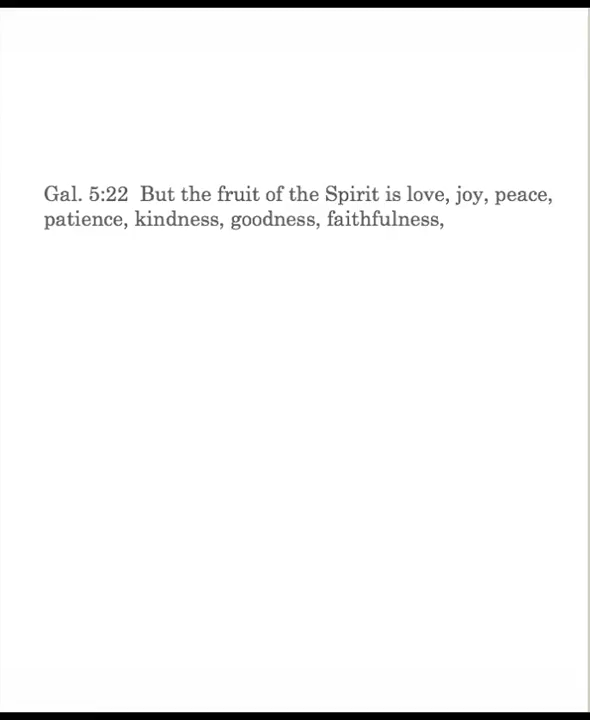 Gal. 5:22  But the fruit of the Spirit is love, joy, peace,
patience, kindness, goodness, faithfulness,